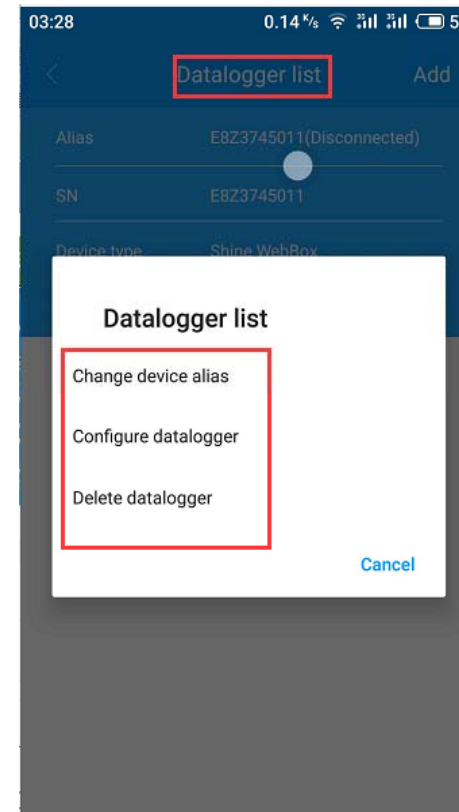 03:28 0.14 K/s 5
Datalogger list Add
Alias E8Z3745011(Disconnected)
SN E8Z3745011
Device type Shine WebBox
Datalogger list
Change device alias
Configure datalogger
Delete datalogger
Cancel